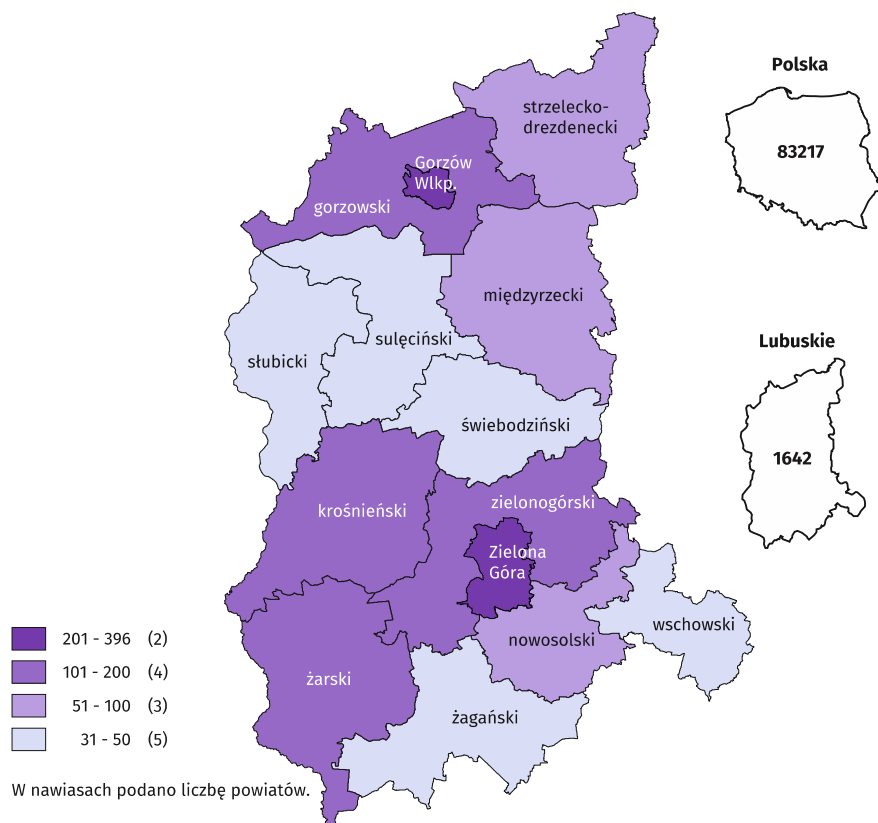 strzelecko-
drezdenecki
Polska
83217
Gorzów
Wlkp.
gorzowski
międzyrzecki
sulęciński
słubicki
Lubuskie
1642
świebodziński
krośnieński
zielonogórski
Zielona
Góra
wschowski
nowosolski
żarski
żagański
201 - 396 (2)
101 - 200 (4)
51 - 100 (3)
31 - 50 (5)
W nawiasach podano liczbę powiatów.